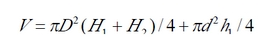 V = πD²(H₁ + H₂)/4 + πd²h₁/4